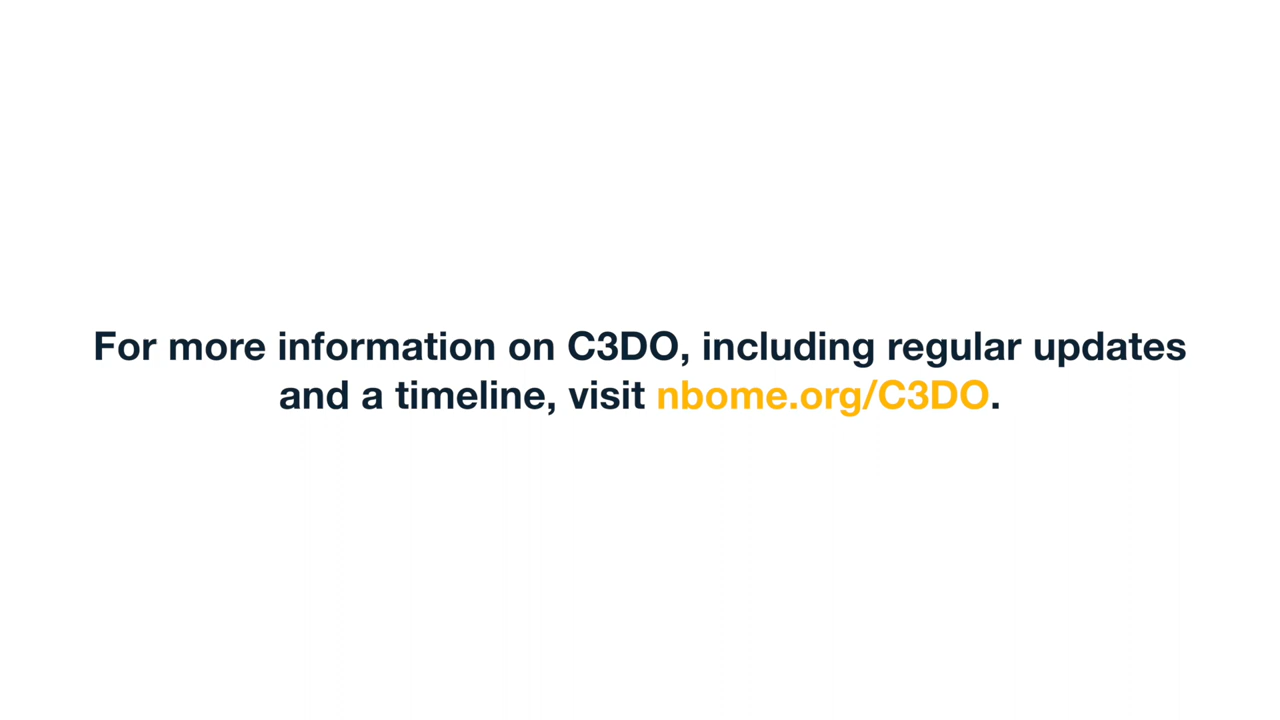 For more information on C3DO, including regular updates
and a timeline, visit nbome.org/C3DO.